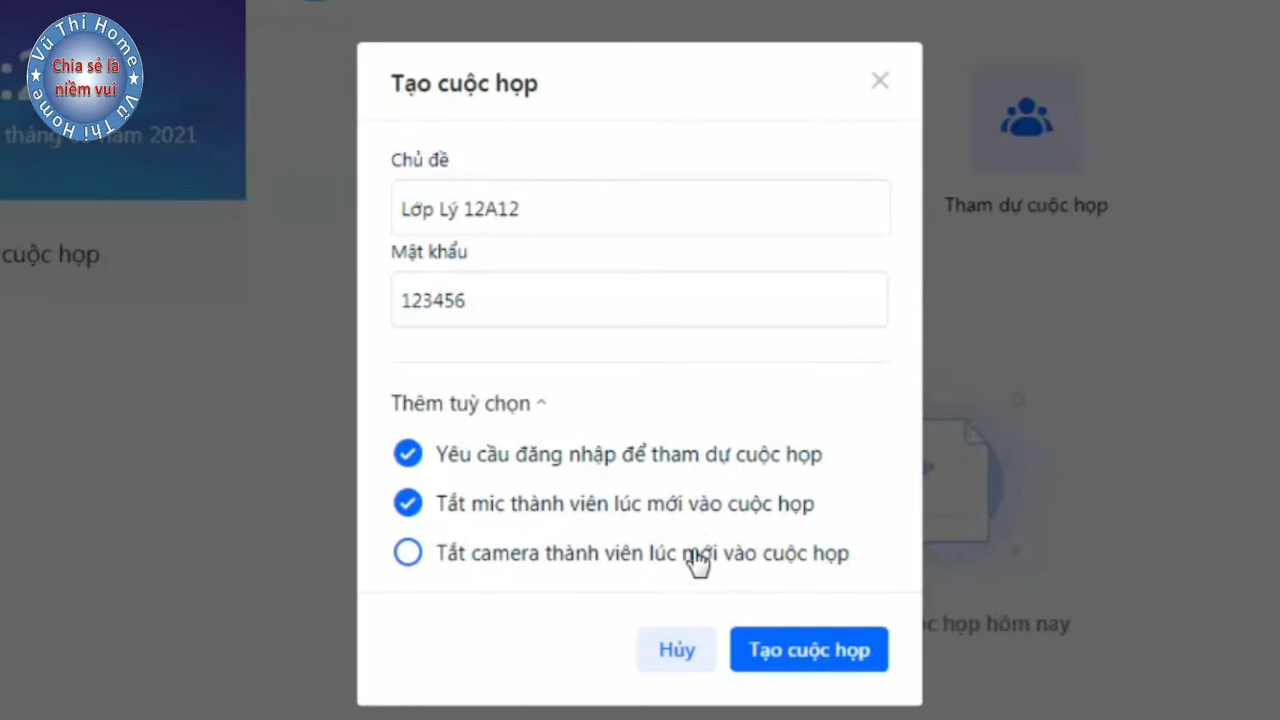 Vũ Thi Home
Chia sẻ là
niềm vui
Vũ Thi Home
tháng
năm 2021
cuộc họp
Tạo cuộc họp
Chủ đề
Lớp Lý 12A12
Mật khẩu
123456
Thêm tuỳ chọn
Yêu cầu đăng nhập để tham dự cuộc họp
Tắt mic thành viên lúc mới vào cuộc họp
Tắt camera thành viên lúc mới vào cuộc họp
Hủy
Tạo cuộc họp
Tham dự cuộc họp
họp hôm nay